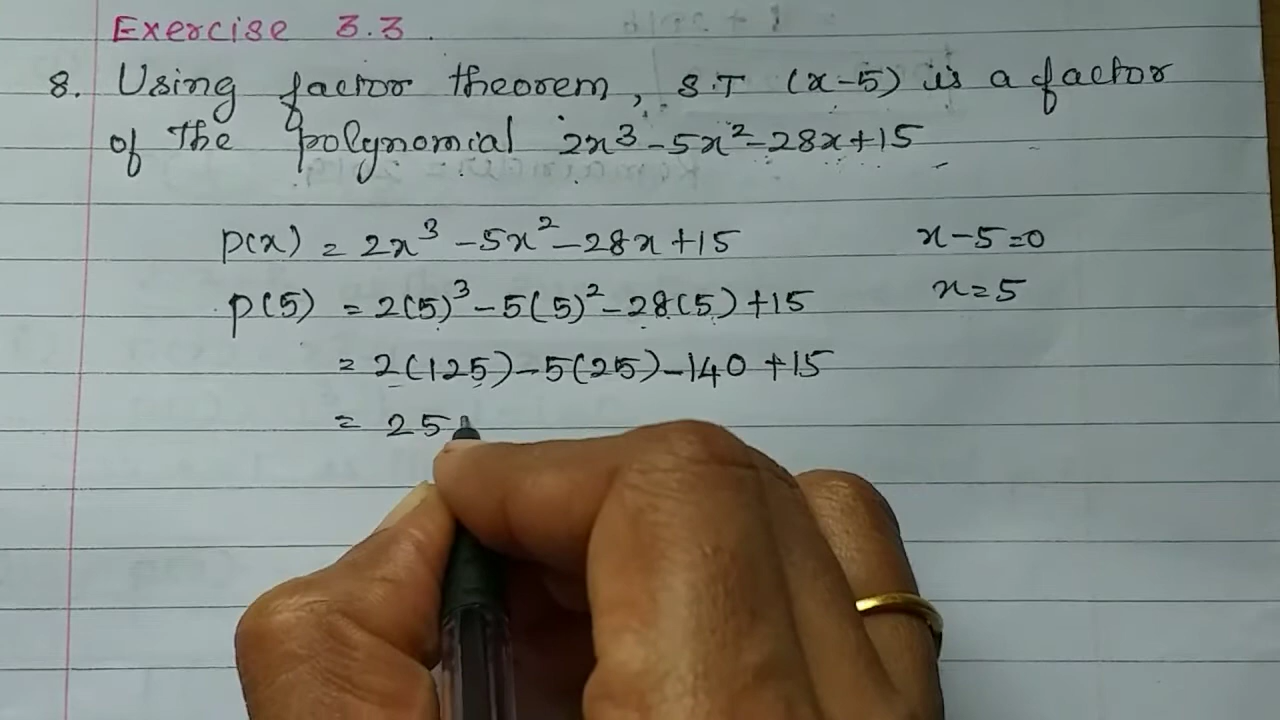 Exercise 3.3.
8. Using factor theorem, S.T (x-5) is a factor
of the polynomial 2x³-5x²-28x+15
p(x) = 2x³-5x²-28x+15
x-5=0
p(5) = 2(5)³-5(5)²-28(5)+15
x=5
= 2(125)-5(25)-140+15
= 25